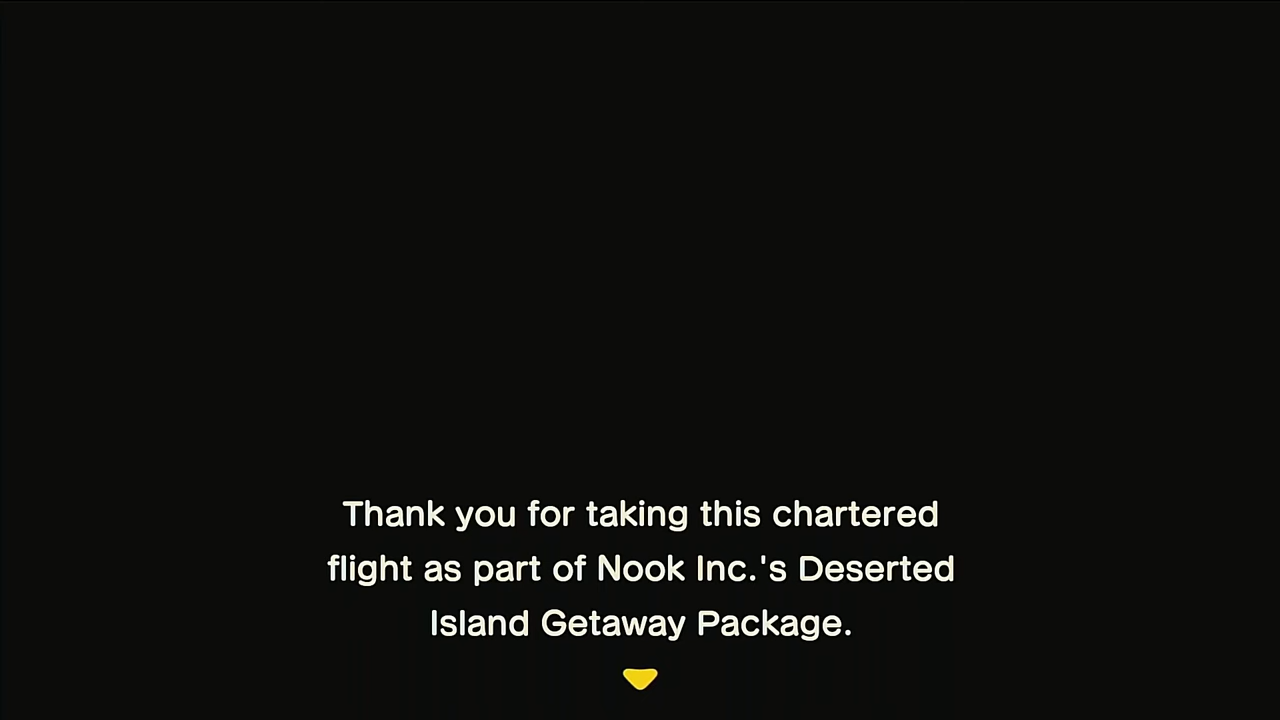 Thank you for taking this chartered
flight as part of Nook Inc.'s Deserted
Island Getaway Package.